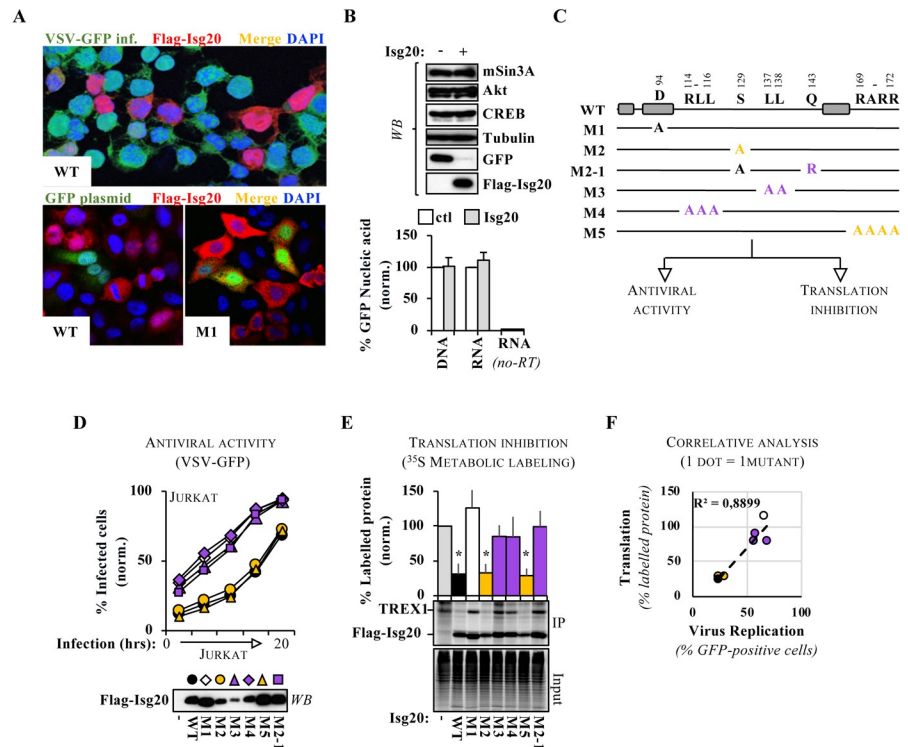 A
VSV-GFP inf. Flag-Isg20 Merge DAPI
WT
GFP plasmid Flag-Isg20 Merge DAPI
WT
M1
B
Isg20: - +
WB
mSin3A
Akt
CREB
Tubulin
GFP
Flag-Isg20
ctl Isg20
% GFP Nucleic acid
(norm.)
150
100
50
0
DNA
RNA
RNA
(no-RT)
C
94
114 - 116
129
137 138
143
169 - 172
D RLL S LL Q RARR
WT
M1 A
M2 A
M2-1 A R
M3 AA
M4 AAA
M5 AAAA
ANTIVIRAL
ACTIVITY
TRANSLATION
INHIBITION
D
ANTIVIRAL ACTIVITY
(VSV-GFP)
% Infected cells
(norm.)
100
50
0
JURKAT
Infection (hrs): 0 20
JURKAT
Flag-Isg20 WB
- WT M1 M2 M3 M4 M5 M2-1
E
TRANSLATION INHIBITION
(³⁵S METABOLIC LABELING)
% Labelled protein
(norm.)
150
100
50
0
* * *
TREX1
Flag-Isg20
IP
Input
Isg20: - WT M1 M2 M3 M4 M5 M2-1
F
CORRELATIVE ANALYSIS
(1 DOT = 1MUTANT)
Translation
(% labelled protein)
150
100
50
0
R² = 0,8899
0 50 100
Virus Replication
(% GFP-positive cells)